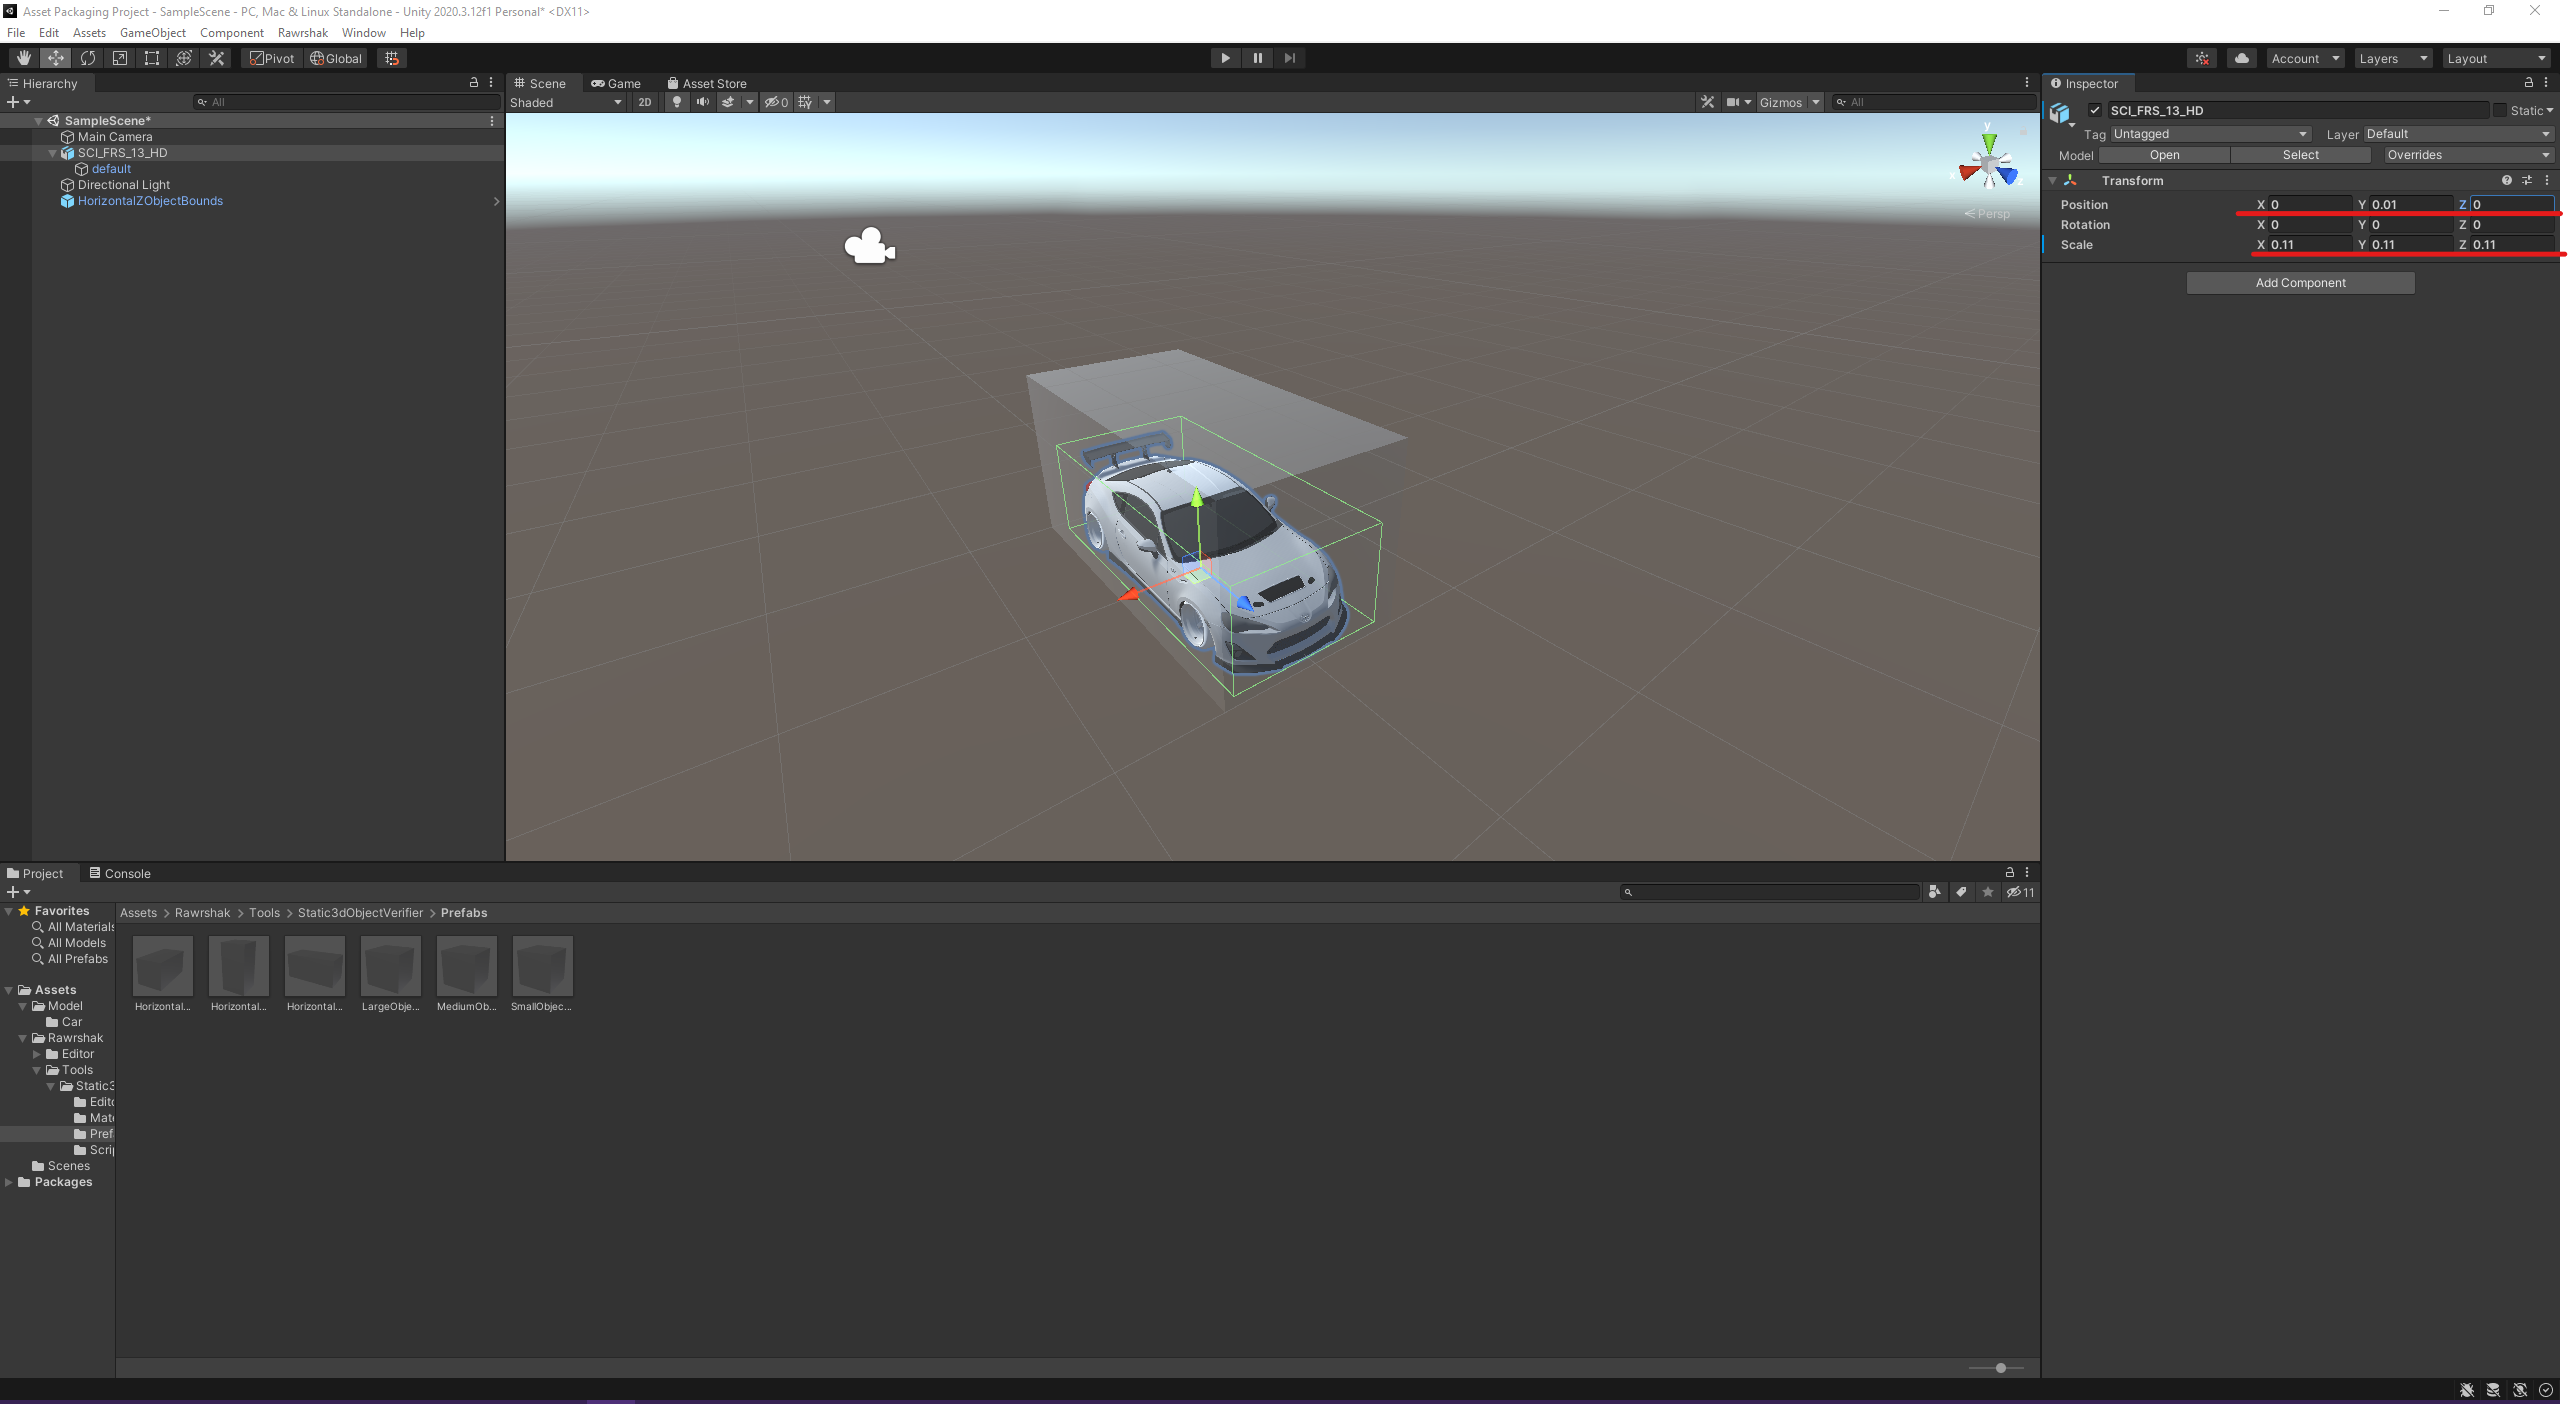 Asset Packaging Project - SampleScene - PC, Mac & Linux Standalone - Unity 2020.3.12f1 Personal* <DX11>
File Edit Assets GameObject Component Rawrshak Window Help
Pivot Global Account Layers Layout
Hierarchy
All
SampleScene*
Main Camera
SCI_FRS_13_HD
default
Directional Light
HorizontalZObjectBounds
Scene Game Asset Store
Shaded 2D 0 Gizmos All
y
x
z
Persp
Inspector
SCI_FRS_13_HD Static
Tag Untagged Layer Default
Model Open Select Overrides
Transform
Position X 0 Y 0.01 Z 0
Rotation X 0 Y 0 Z 0
Scale X 0.11 Y 0.11 Z 0.11
Add Component
Project Console
11
Favorites
All Materials
All Models
All Prefabs
Assets
Model
Car
Rawrshak
Editor
Tools
Static3
Edito
Mate
Prefa
Scrip
Scenes
Packages
Assets > Rawrshak > Tools > Static3dObjectVerifier > Prefabs
Horizontal... Horizontal... Horizontal... LargeObje... MediumOb... SmallObjec...